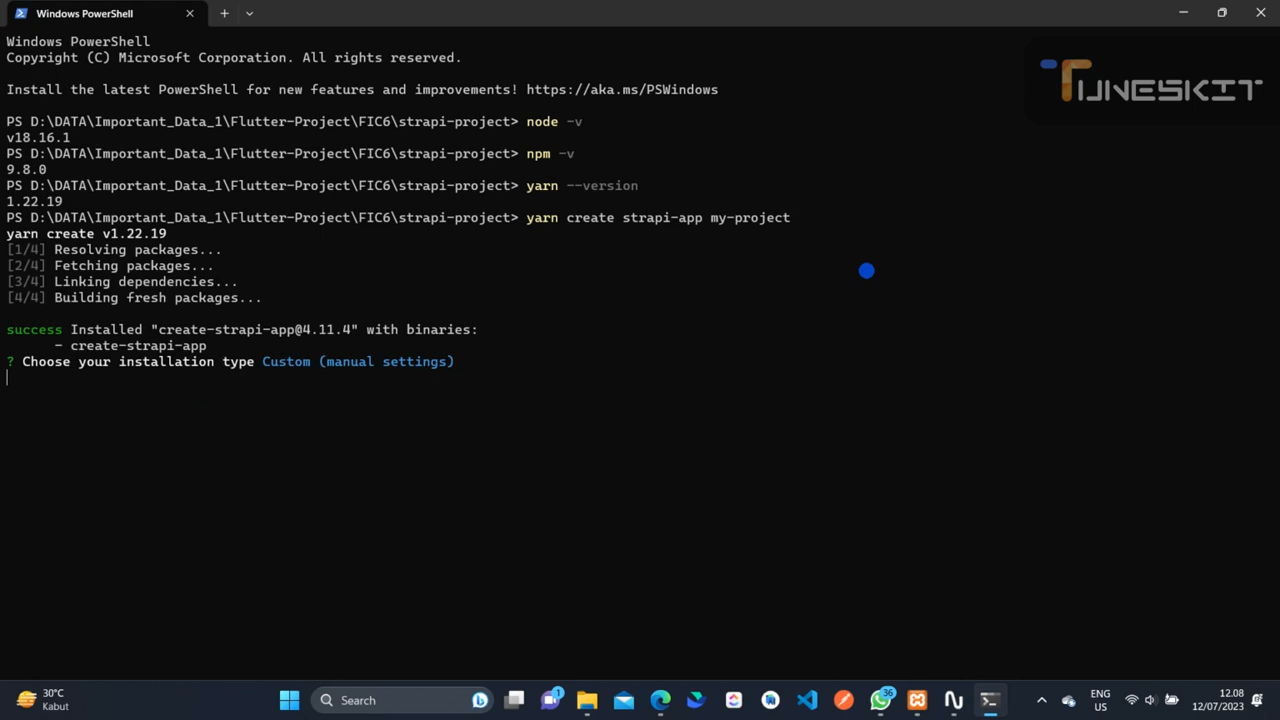 Windows PowerShell
Windows PowerShell
Copyright (C) Microsoft Corporation. All rights reserved.
TUNESKIT
Install the latest PowerShell for new features and improvements! https://aka.ms/PSWindows
PS D:\DATA\Important_Data_1\Flutter-Project\FIC6\strapi-project> node -v
v18.16.1
PS D:\DATA\Important_Data_1\Flutter-Project\FIC6\strapi-project> npm -v
9.8.0
PS D:\DATA\Important_Data_1\Flutter-Project\FIC6\strapi-project> yarn --version
1.22.19
PS D:\DATA\Important_Data_1\Flutter-Project\FIC6\strapi-project> yarn create strapi-app my-project
yarn create v1.22.19
[1/4] Resolving packages...
[2/4] Fetching packages...
[3/4] Linking dependencies...
[4/4] Building fresh packages...
success Installed "create-strapi-app@4.11.4" with binaries:
- create-strapi-app
? Choose your installation type Custom (manual settings)
30°C
Kabut
Search
1
36
ENG
US
12.08
12/07/2023